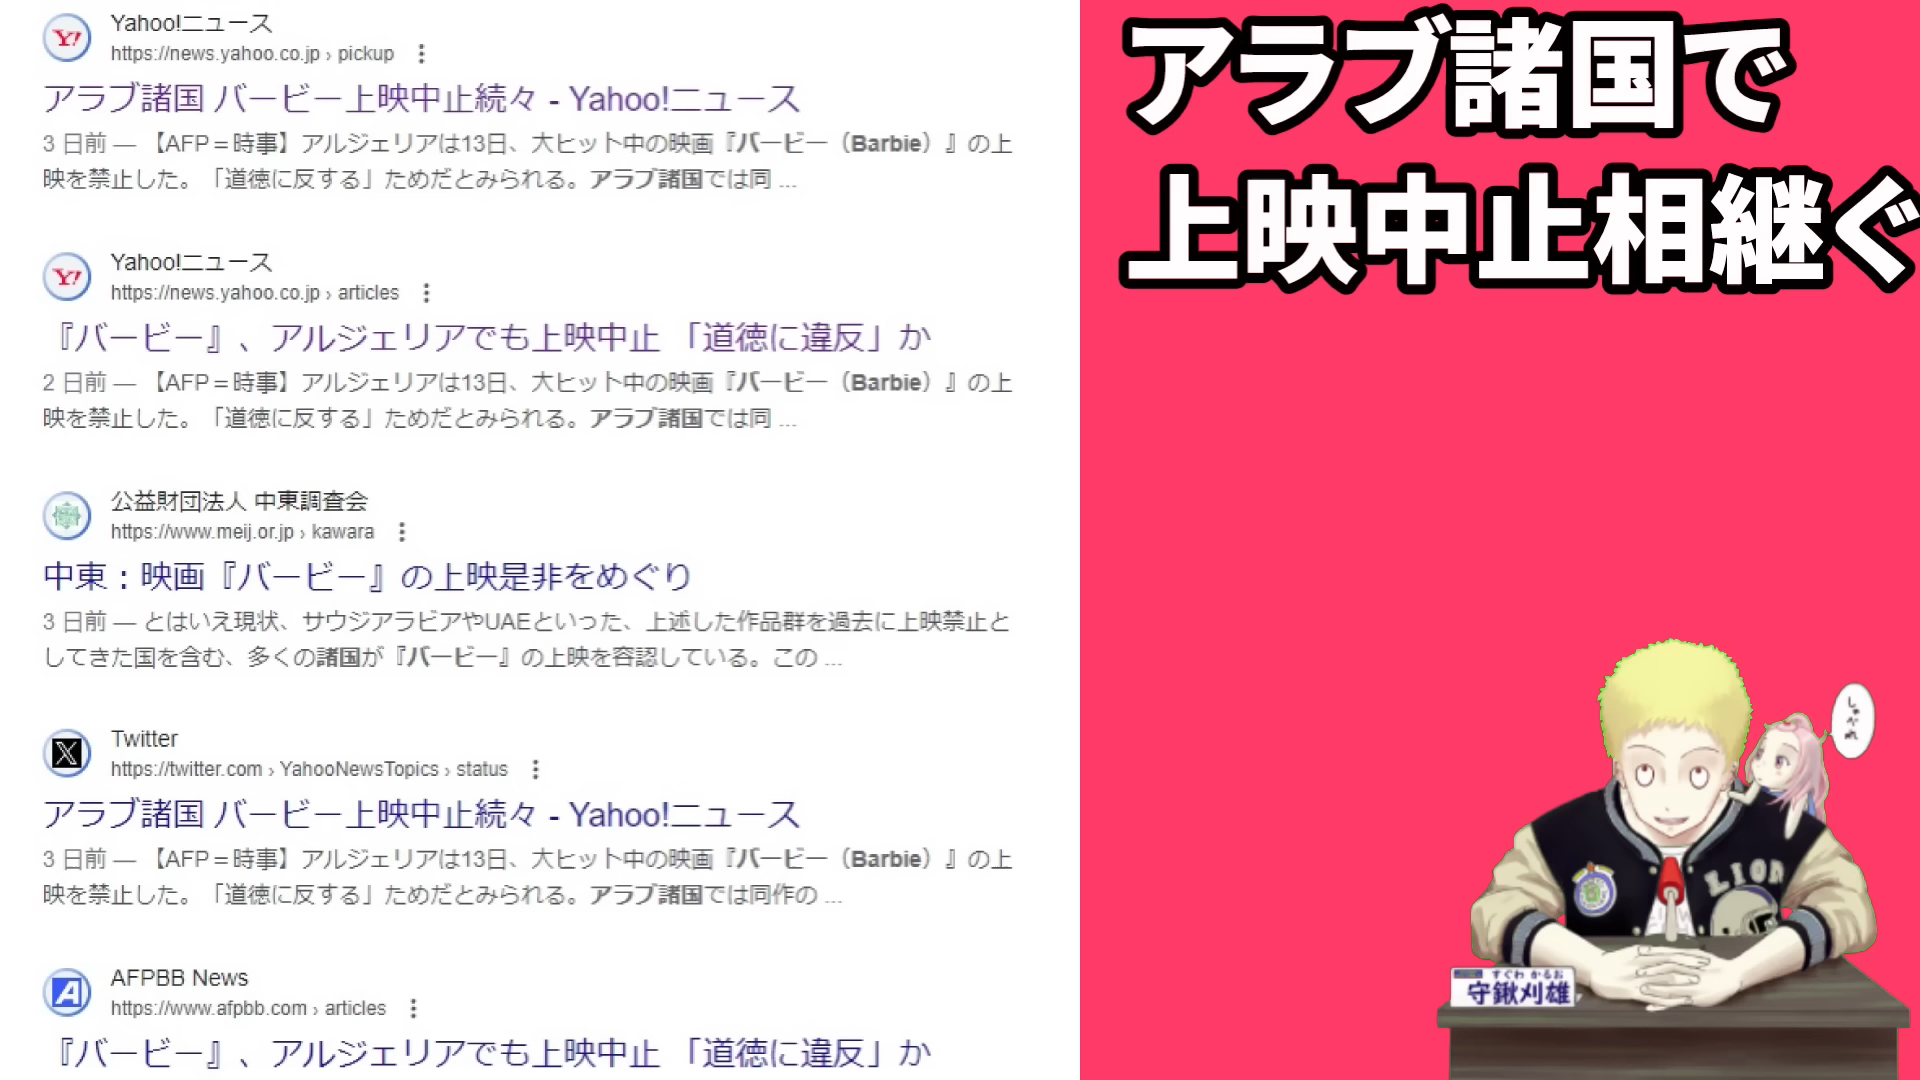 Yahoo!ニュース
https://news.yahoo.co.jp › pickup
アラブ諸国 バービー上映中止続々 - Yahoo!ニュース
3 日前 — 【AFP＝時事】アルジェリアは13日、大ヒット中の映画『バービー（Barbie）』の上
映を禁止した。「道徳に反する」ためだとみられる。アラブ諸国では同 ...
Yahoo!ニュース
https://news.yahoo.co.jp › articles
『バービー』、アルジェリアでも上映中止 「道徳に違反」か
2 日前 — 【AFP＝時事】アルジェリアは13日、大ヒット中の映画『バービー（Barbie）』の上
映を禁止した。「道徳に反する」ためだとみられる。アラブ諸国では同 ...
公益財団法人 中東調査会
https://www.meij.or.jp › kawara
中東：映画『バービー』の上映是非をめぐり
3 日前 — とはいえ現状、サウジアラビアやUAEといった、上述した作品群を過去に上映禁止と
してきた国を含む、多くの諸国が『バービー』の上映を容認している。この ...
Twitter
https://twitter.com › YahooNewsTopics › status
アラブ諸国 バービー上映中止続々 - Yahoo!ニュース
3 日前 — 【AFP＝時事】アルジェリアは13日、大ヒット中の映画『バービー（Barbie）』の上
映を禁止した。「道徳に反する」ためだとみられる。アラブ諸国では同作の ...
AFPBB News
https://www.afpbb.com › articles
『バービー』、アルジェリアでも上映中止 「道徳に違反」か
アラブ諸国で
上映中止相継ぐ
しゃべれ
LION
すぐわ かるお
守鍬刈雄